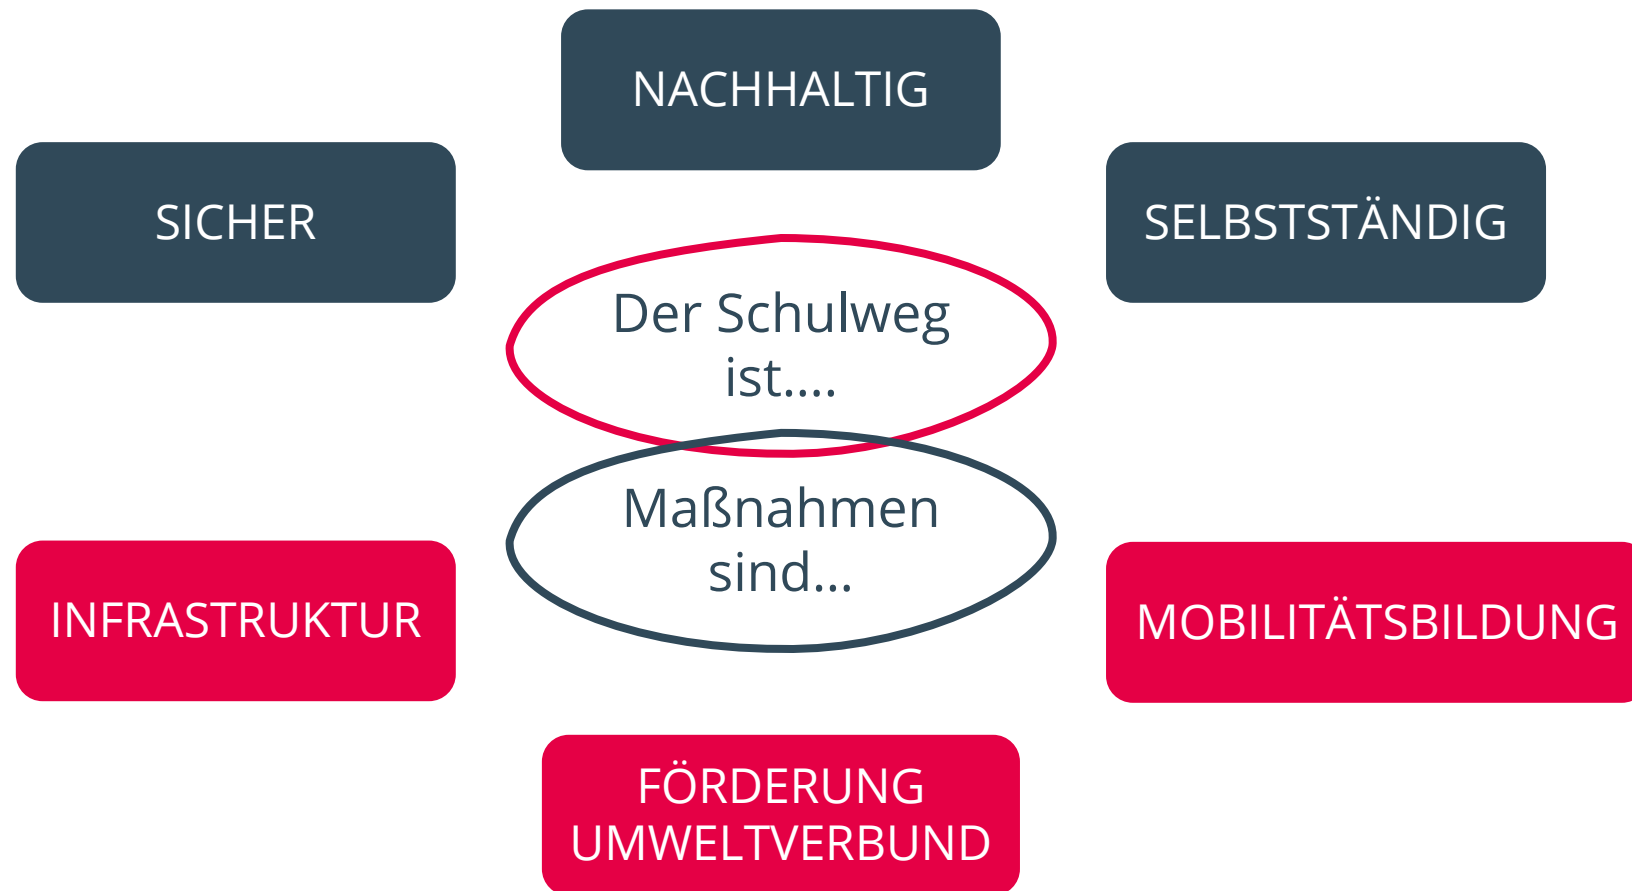 NACHHALTIG
SICHER
SELBSTSTÄNDIG
Der Schulweg
ist....
Maßnahmen
sind...
INFRASTRUKTUR
MOBILITÄTSBILDUNG
FÖRDERUNG
UMWELTVERBUND